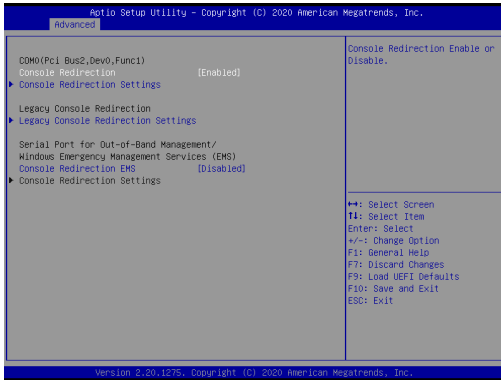 Aptio Setup Utility – Copyright (C) 2020 American Megatrends, Inc.
Advanced
COM0(Pci Bus2,Dev0,Func1)
Console Redirection [Enabled]
Console Redirection Settings
Legacy Console Redirection
Legacy Console Redirection Settings
Serial Port for Out-of-Band Management/
Windows Emergency Management Services (EMS)
Console Redirection EMS [Disabled]
Console Redirection Settings
Console Redirection Enable or
Disable.
↔: Select Screen
↑↓: Select Item
Enter: Select
+/-: Change Option
F1: General Help
F7: Discard Changes
F9: Load UEFI Defaults
F10: Save and Exit
ESC: Exit
Version 2.20.1275. Copyright (C) 2020 American Megatrends, Inc.